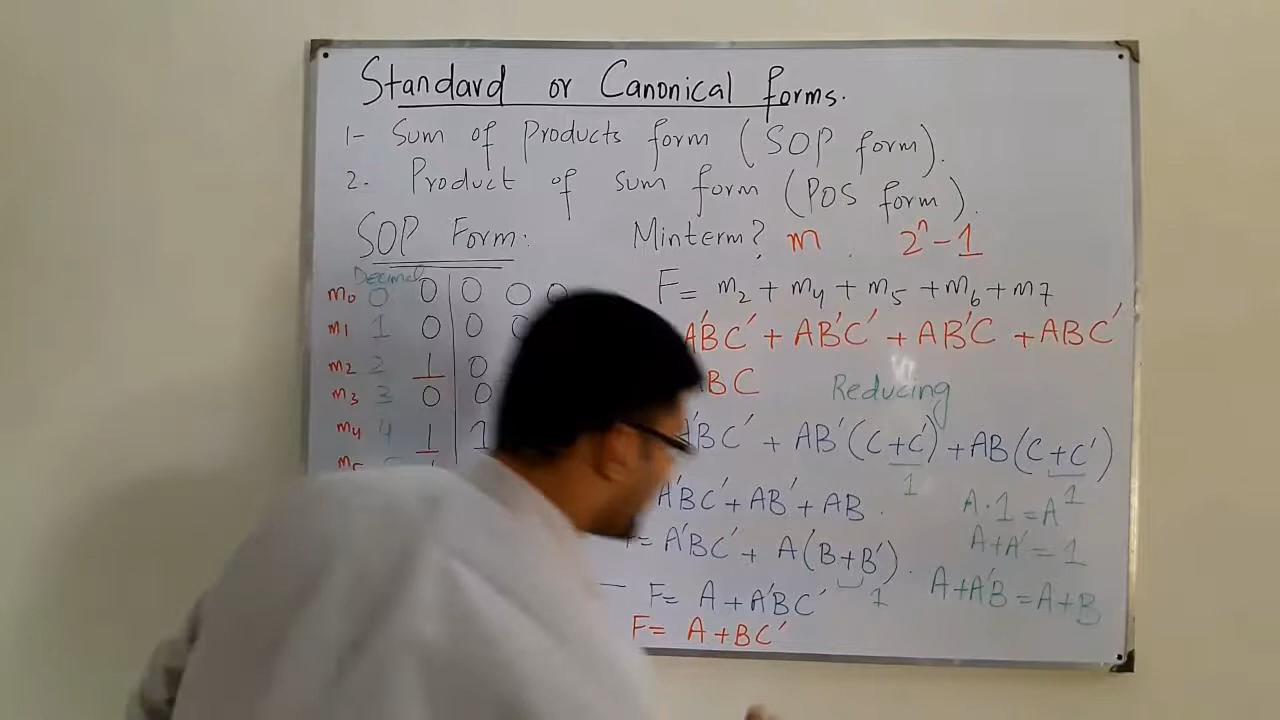 Standard or Canonical forms.
1- Sum of Products form (SOP form).
2. Product of sum form (POS form).
SOP Form: Minterm? m 2ⁿ-1
Decimal
m0 0 0 0 0 0 F= m2 + m4 + m5 + m6 + m7
m1 1 0 0 A'BC' + AB'C' + AB'C + ABC'
m2 2 1 0 BC Reducing
m3 3 0 0
m4 4 1 1 A'BC' + AB'(C+C') + AB(C+C')
1 1
m5 A'BC' + AB' + AB. A.1=A
= A'BC' + A(B+B'). A+A'=1
1
F= A+A'BC' A+A'B=A+B
F= A+BC'